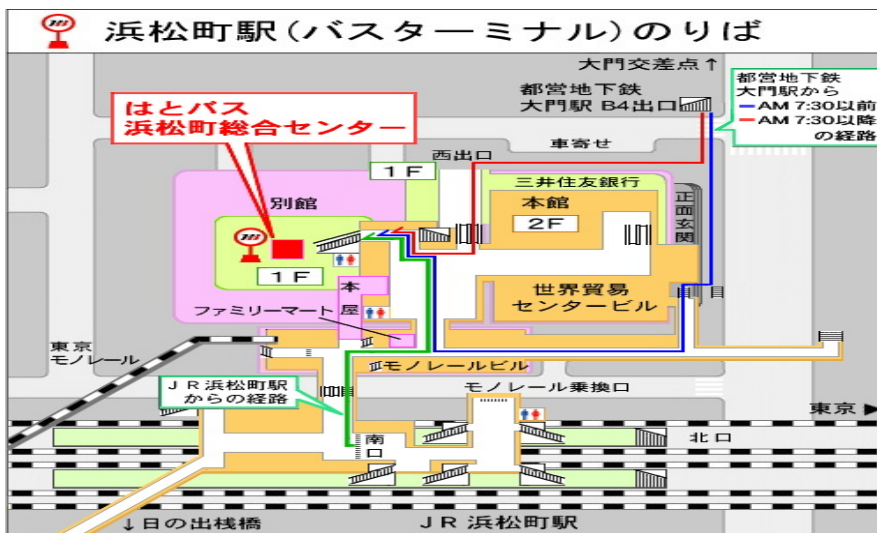 浜松町駅(バスターミナル)のりば
大門交差点↑
都営地下鉄
大門駅 B4出口
都営地下鉄
大門駅から
AM 7:30以前
AM 7:30以降
の経路
はとバス
浜松町総合センター
車寄せ
西出口
1F
三井住友銀行
別館
本館
2F
正面玄関
1F
本屋
世界貿易
センタービル
ファミリーマート
東京
モノレール
モノレールビル
JR浜松町駅
からの経路
モノレール乗換口
東京▶
南口
北口
↓日の出桟橋
JR浜松町駅